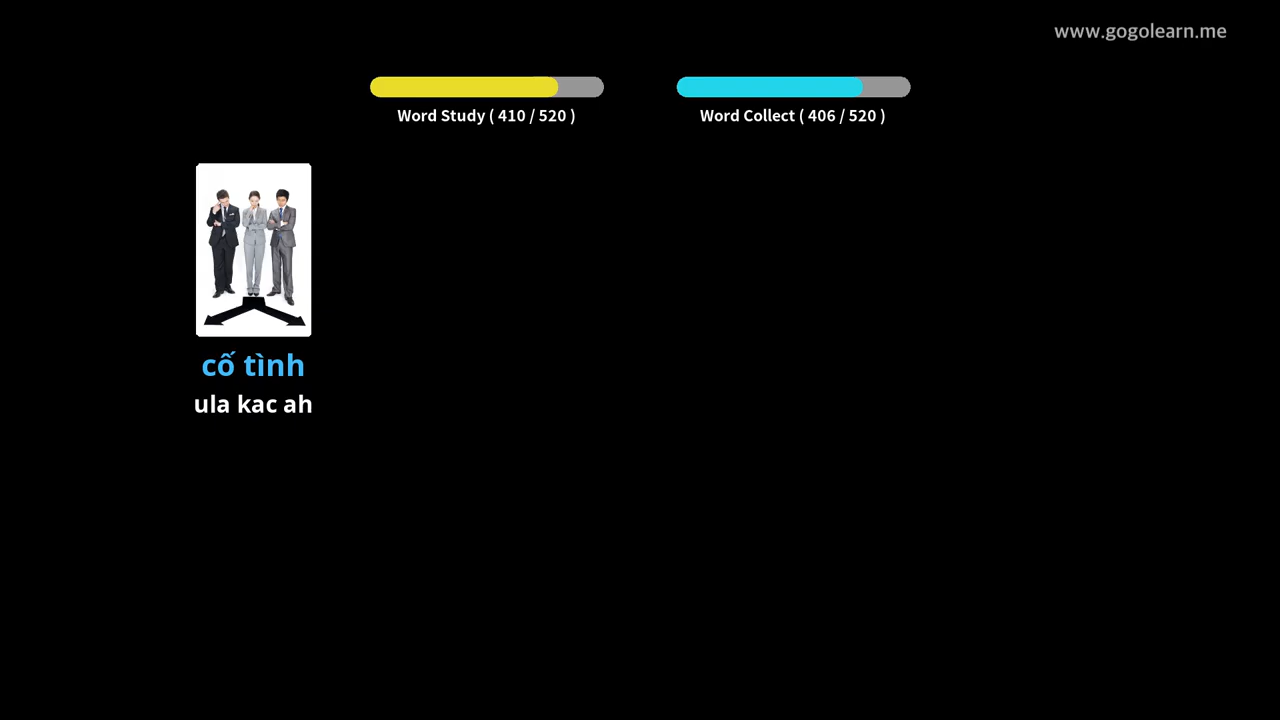 www.gogolearn.me
Word Study ( 410 / 520 )
Word Collect ( 406 / 520 )
cố tình
ula kac ah